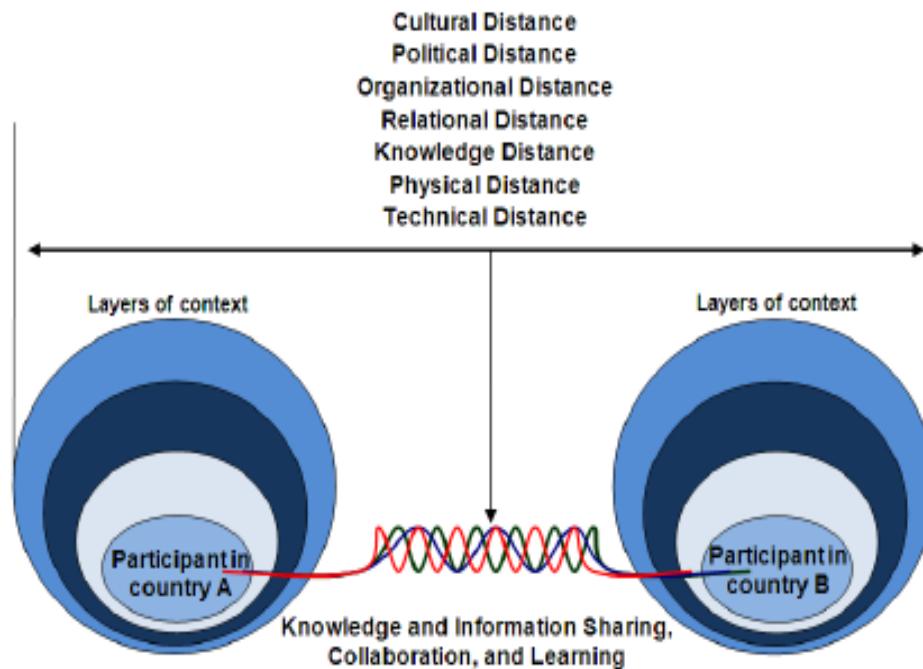 Cultural Distance
Political Distance
Organizational Distance
Relational Distance
Knowledge Distance
Physical Distance
Technical Distance
Layers of context
Layers of context
Participant in
country A
Participant in
country B
Knowledge and Information Sharing,
Collaboration, and Learning